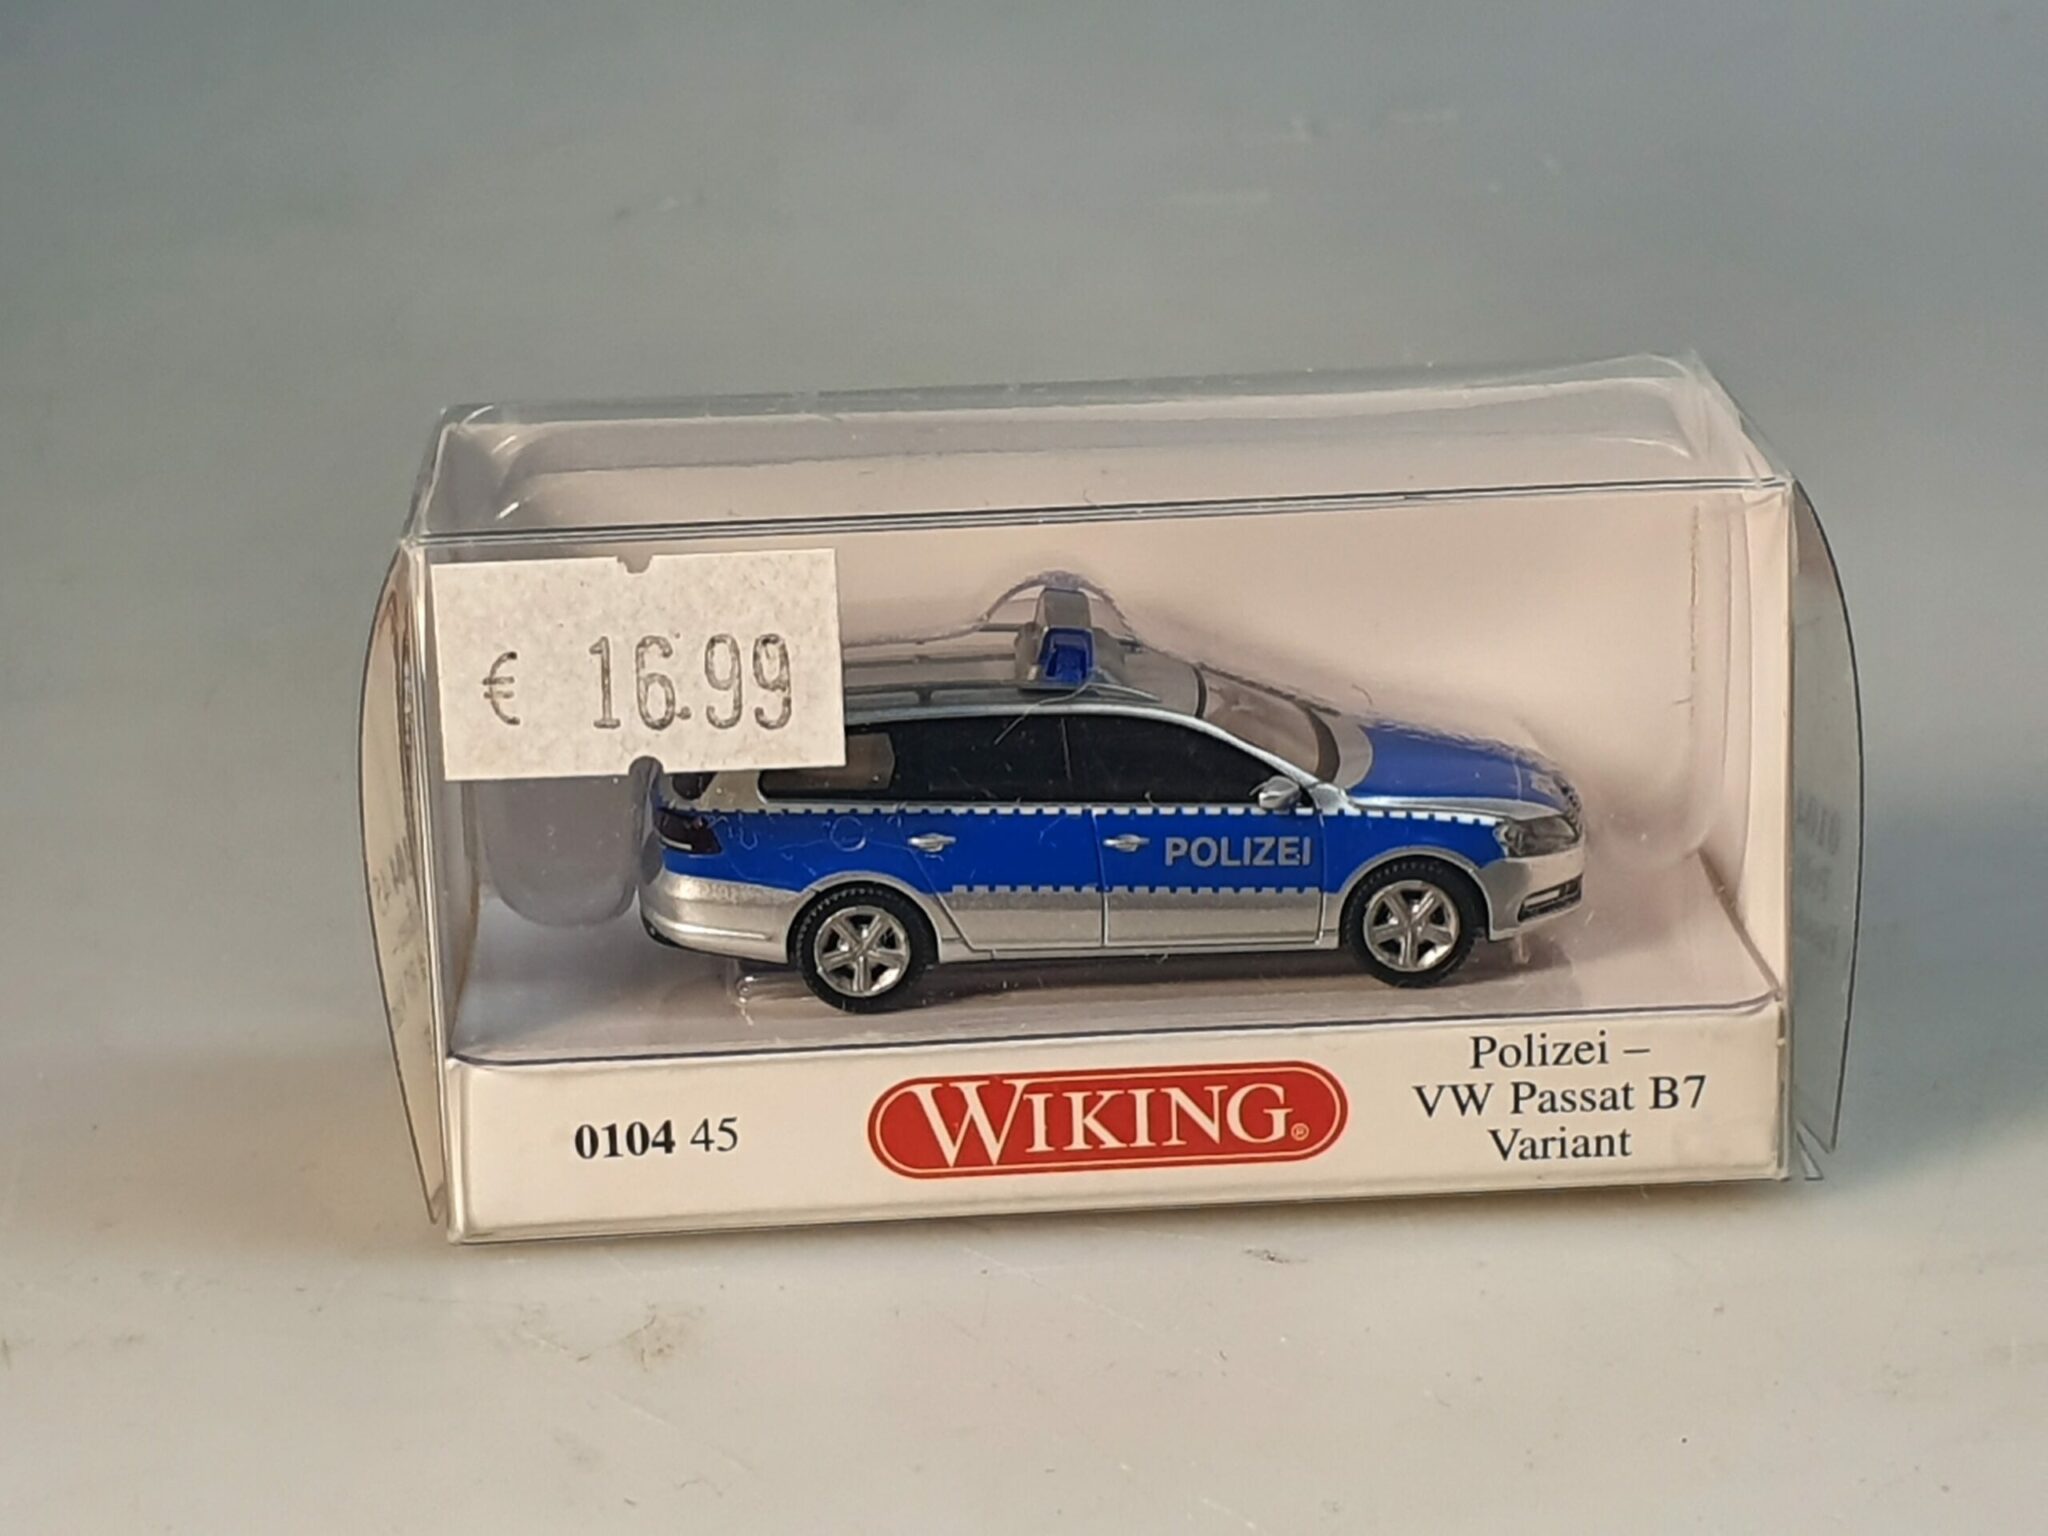 € 16.99
POLIZEI
0104 45
WIKING®
Polizei –
VW Passat B7
Variant